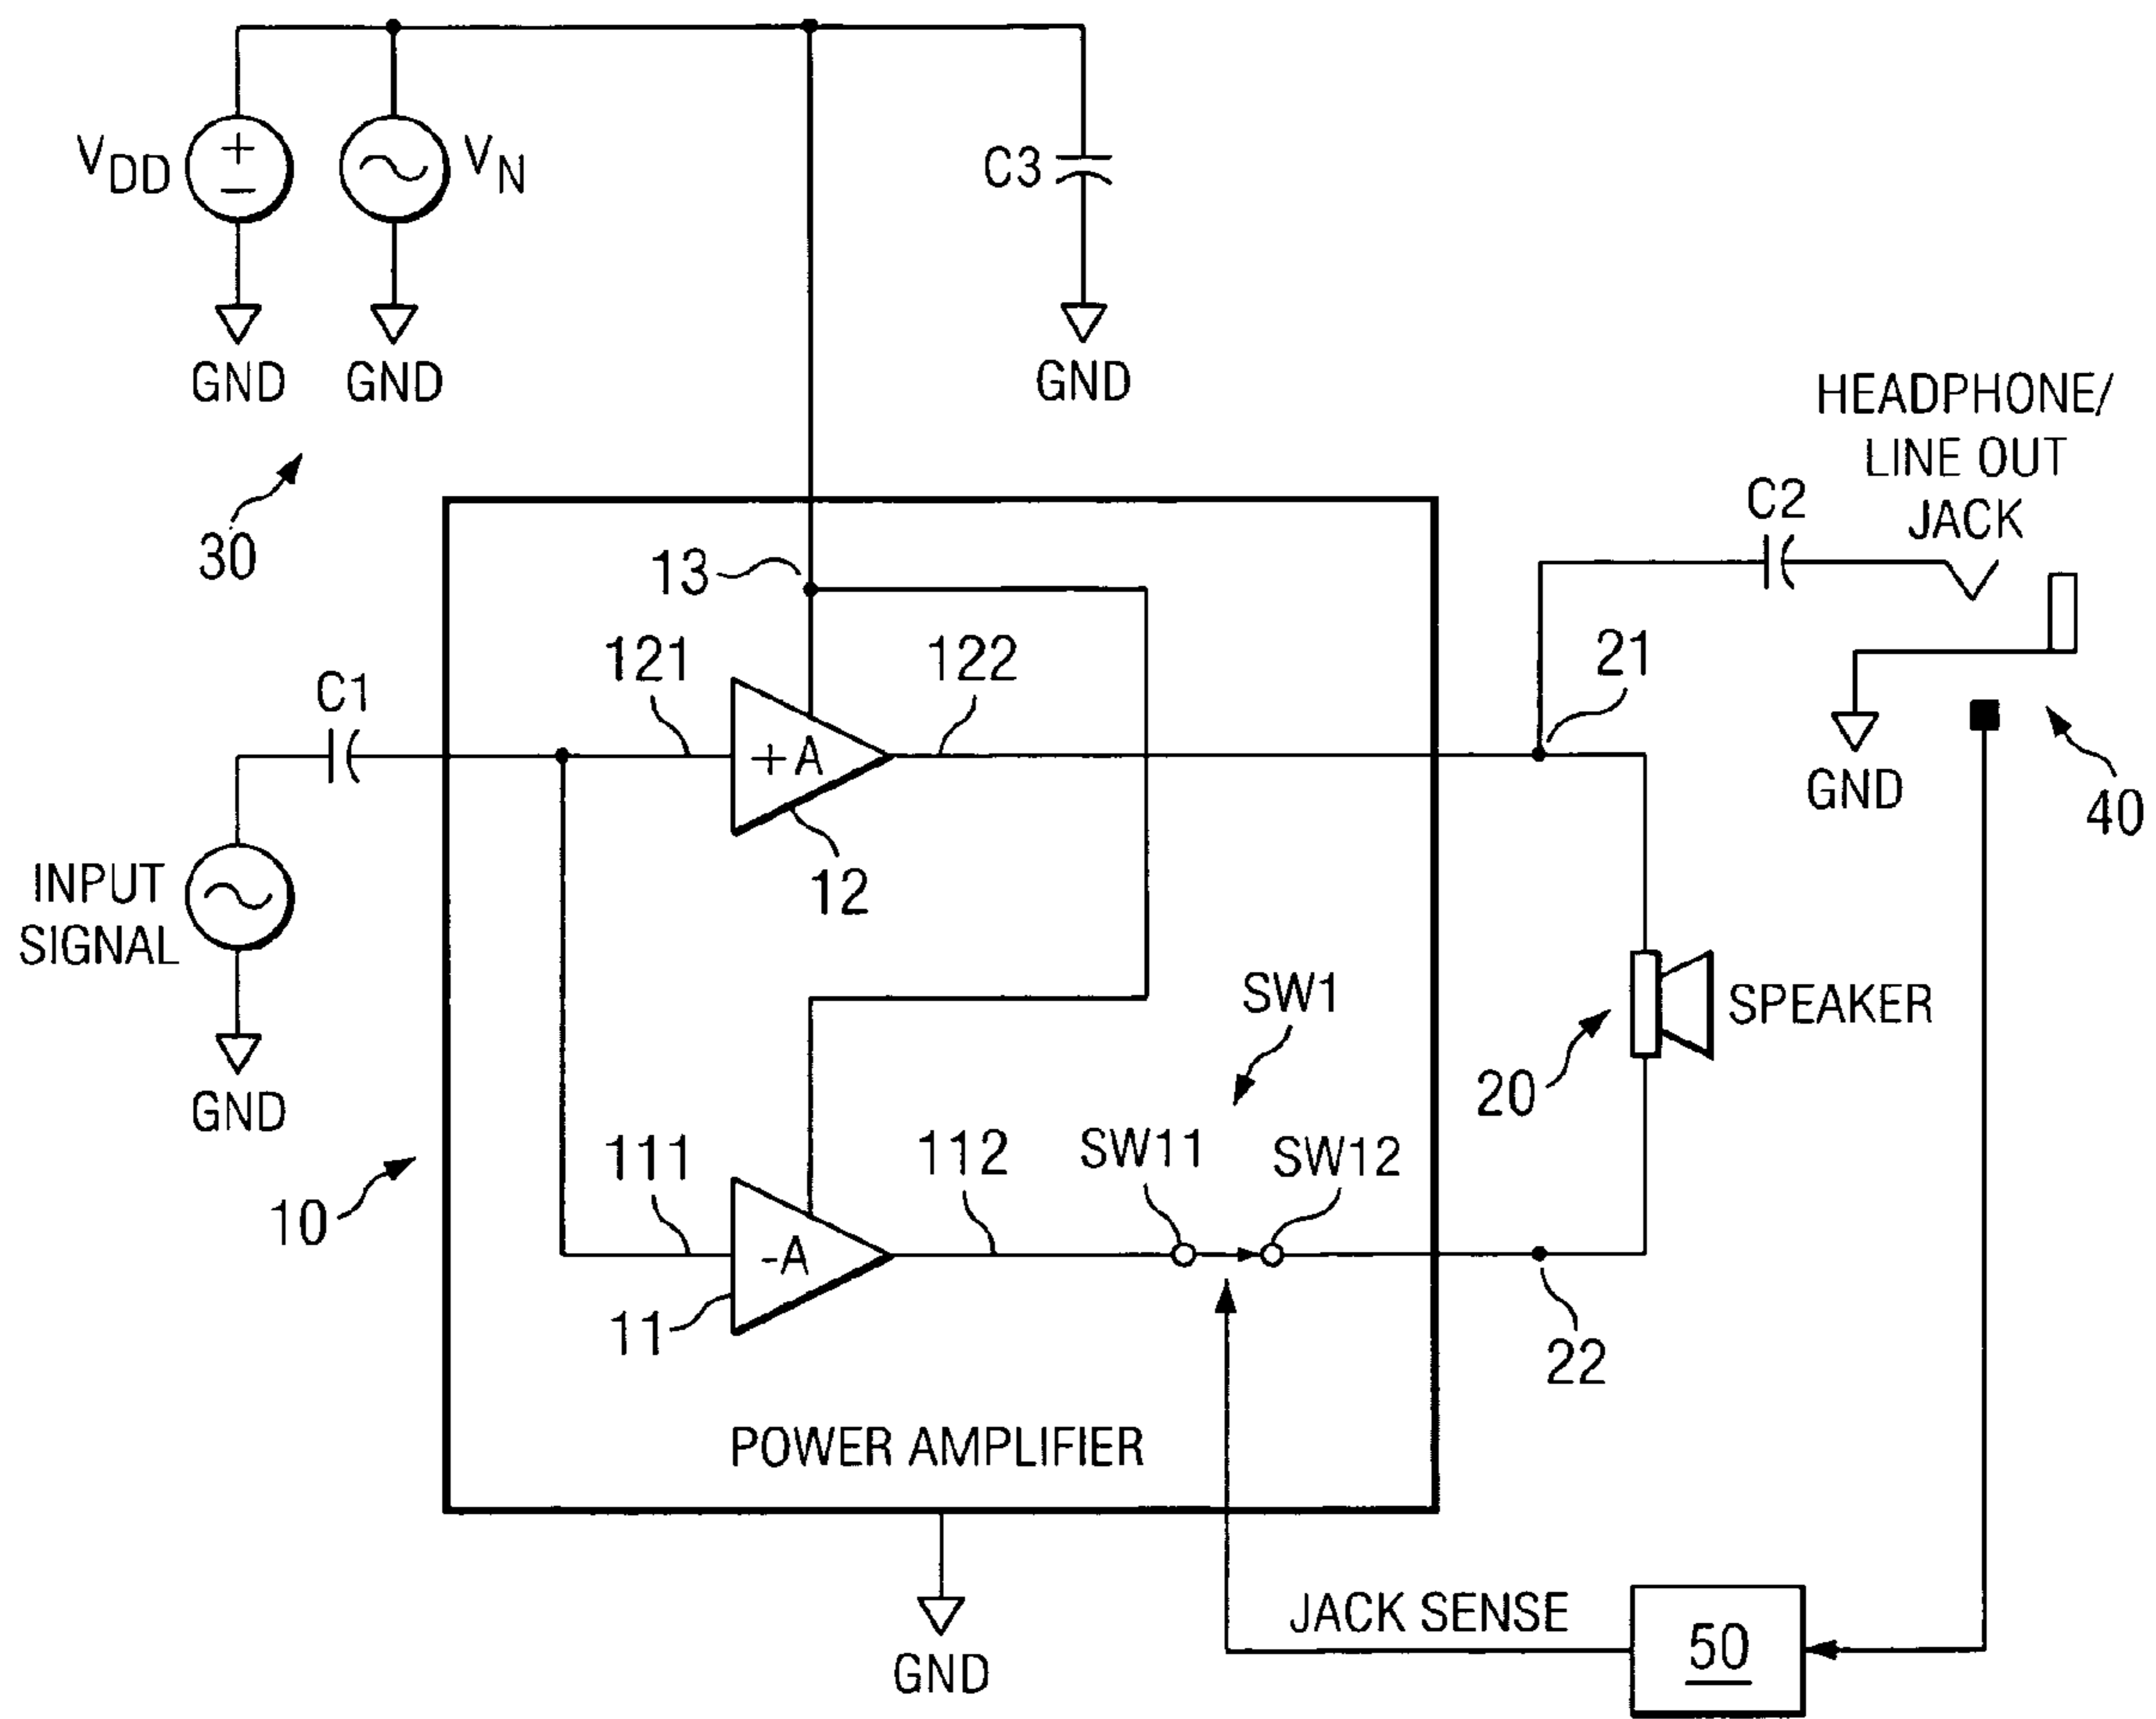 VDD
+
−
VN
C3
GND
GND
GND
30
HEADPHONE/
LINE OUT
JACK
C2
13
121
122
21
C1
+A
GND
40
12
INPUT
SIGNAL
SW1
SPEAKER
20
GND
111
112
SW11
SW12
10
-A
11
22
POWER AMPLIFIER
JACK SENSE
50
GND